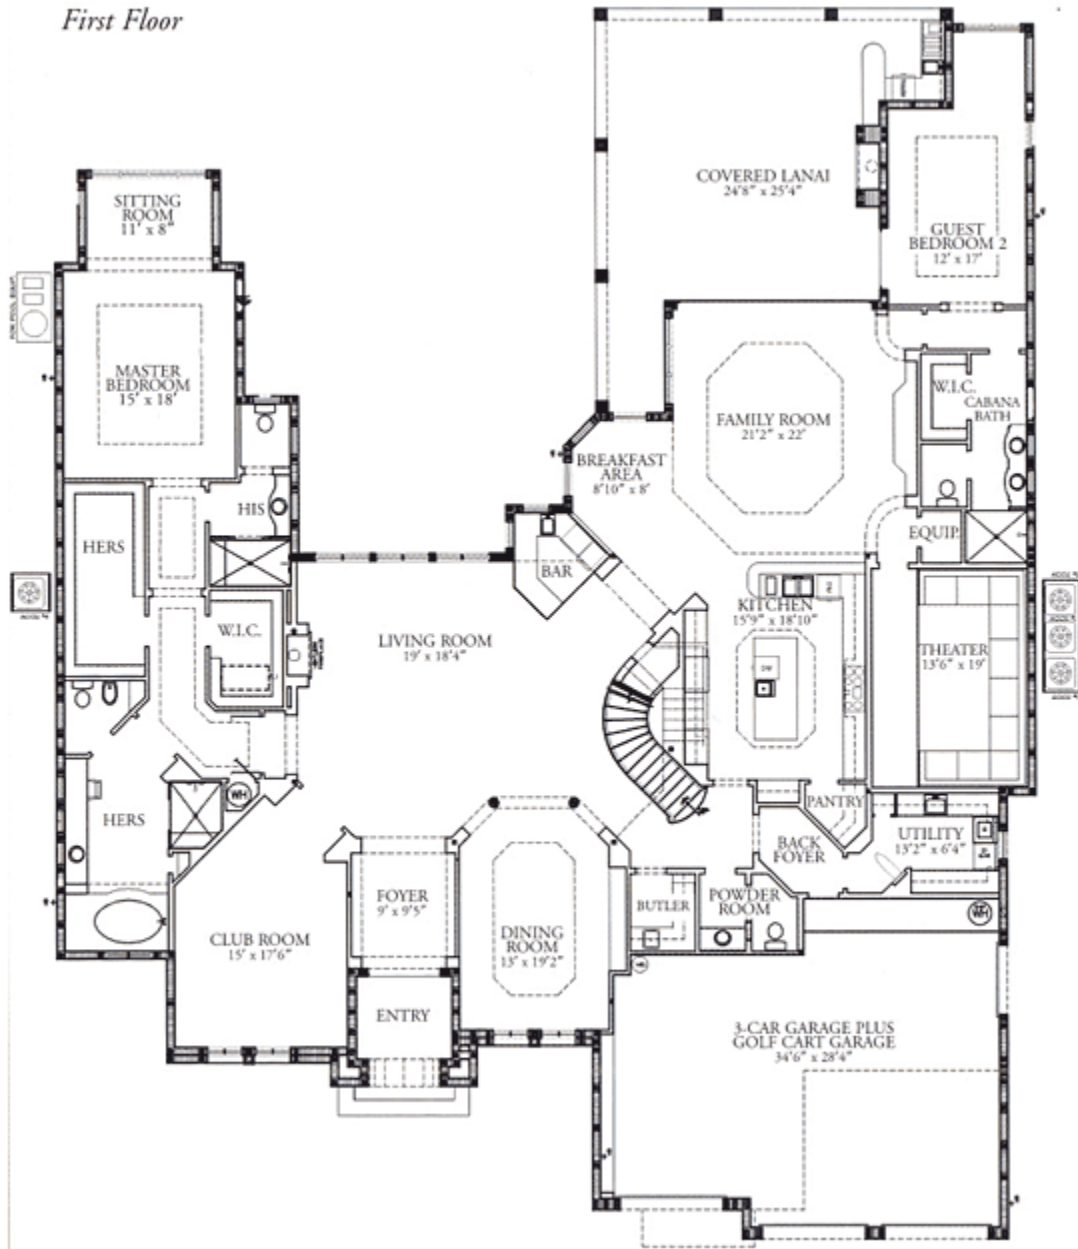 First Floor
SITTING
ROOM
11' x 8"
COVERED LANAI
24'8" x 25'4"
GUEST
BEDROOM 2
12' x 17'
MASTER
BEDROOM
15' x 18'
W.I.C.
CABANA
BATH
FAMILY ROOM
21'2" x 22'
BREAKFAST
AREA
8'10" x 8'
HIS
HERS
EQUIP.
BAR
KITCHEN
15'9" x 18'10"
W.I.C.
LIVING ROOM
19' x 18'4"
THEATER
13'6" x 19'
DW
HERS
WH
PANTRY
UTILITY
13'2" x 6'4"
BACK
FOYER
FOYER
9' x 9'5"
POWDER
ROOM
BUTLER
WH
CLUB ROOM
15' x 17'6"
DINING
ROOM
13' x 19'2"
ENTRY
3-CAR GARAGE PLUS
GOLF CART GARAGE
34'6" x 28'4"